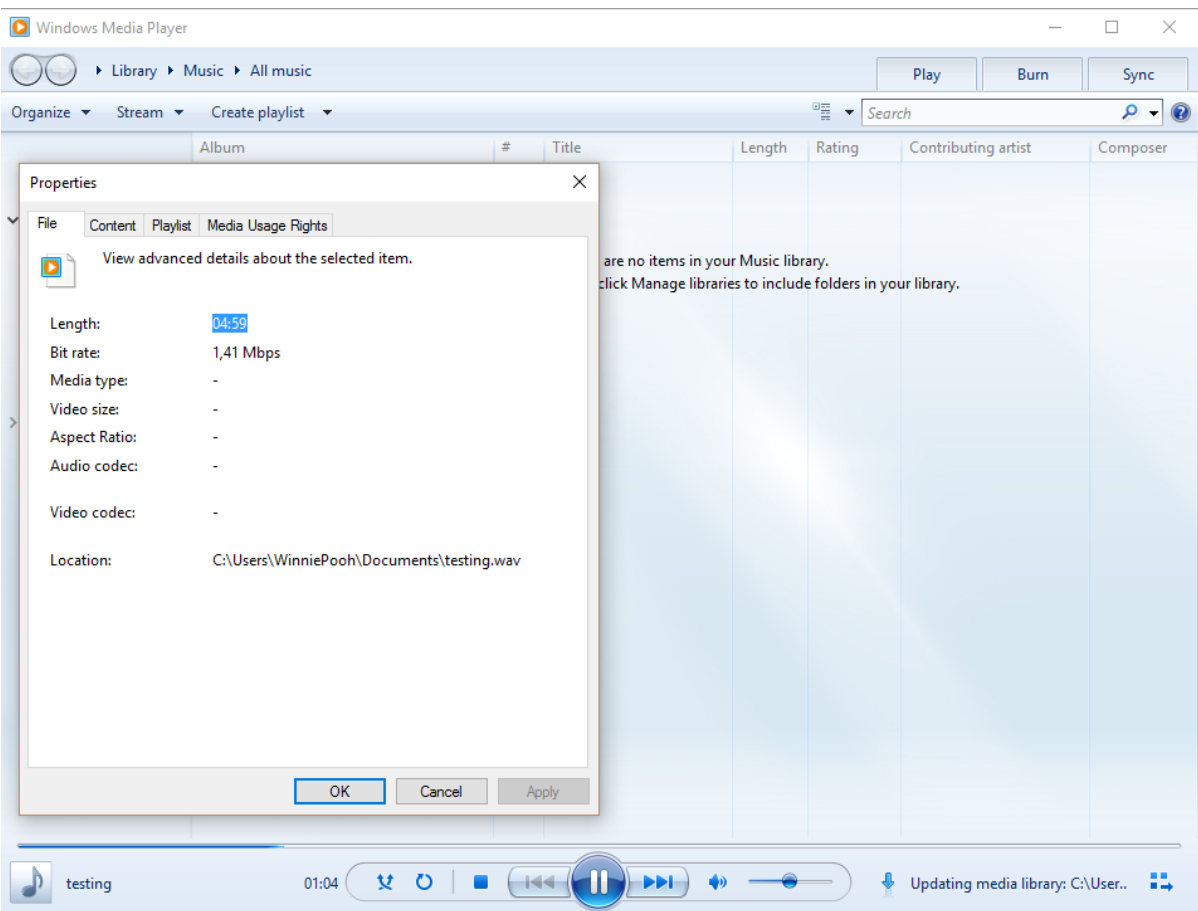 Windows Media Player
Library Music All music
Play Burn Sync
Organize Stream Create playlist Search
Album # Title Length Rating Contributing artist Composer
Properties
File Content Playlist Media Usage Rights
View advanced details about the selected item.
are no items in your Music library.
click Manage libraries to include folders in your library.
Length: 04:59
Bit rate: 1,41 Mbps
Media type: -
Video size: -
Aspect Ratio: -
Audio codec: -
Video codec: -
Location: C:\Users\WinniePooh\Documents\testing.wav
OK Cancel Apply
testing 01:04 Updating media library: C:\User..